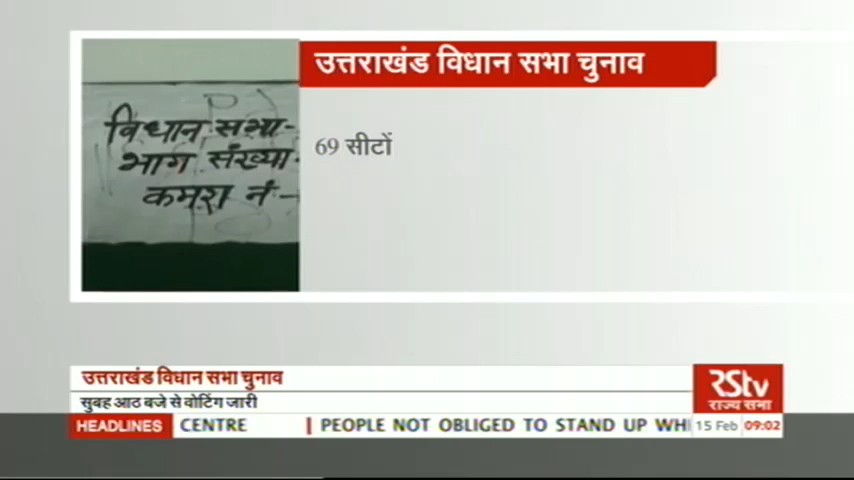 उत्तराखंड विधान सभा चुनाव
विधान सभा-
भाग संख्या-
कमरा नं-
69 सीटों
उत्तराखंड विधान सभा चुनाव
सुबह आठ बजे से वोटिंग जारी
RStv
राज्य सभा
HEADLINES CENTRE | PEOPLE NOT OBLIGED TO STAND UP WHI 15 Feb 09:02